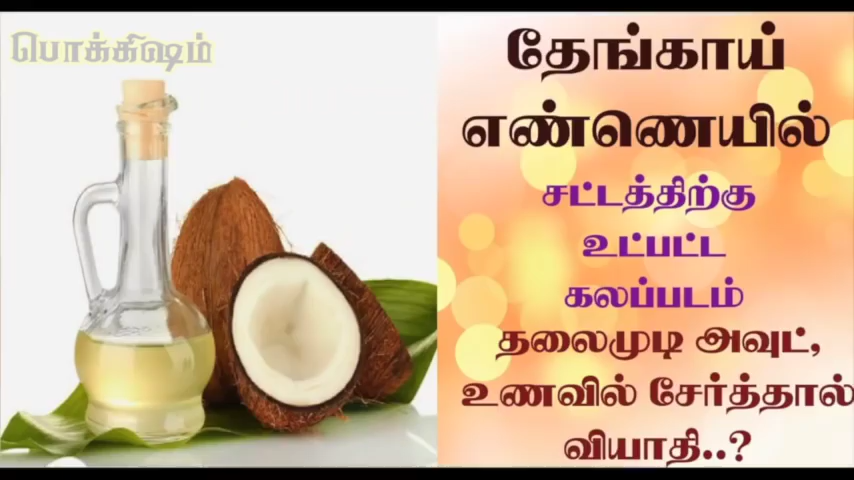 பொக்கிஷம்
தேங்காய்
எண்ணெயில்
சட்டத்திற்கு
உட்பட்ட
கலப்படம்
தலைமுடி அவுட்,
உணவில் சேர்த்தால்
வியாதி..?